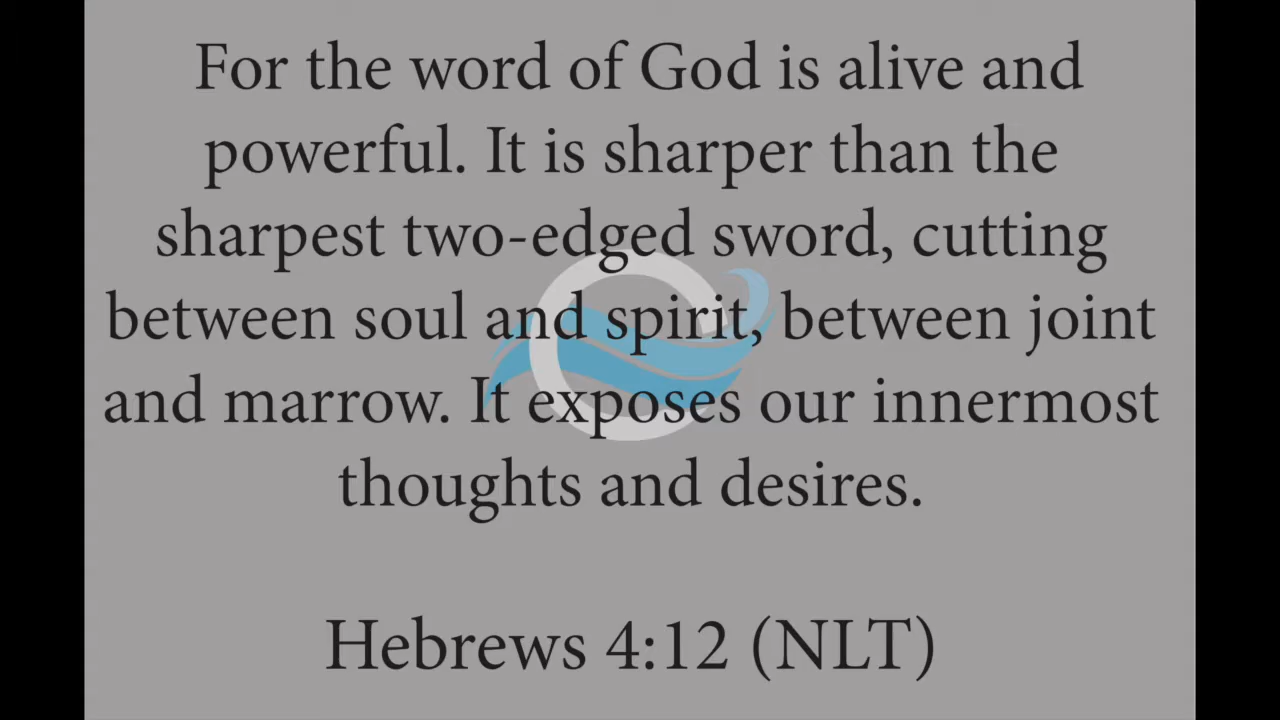 For the word of God is alive and
powerful. It is sharper than the
sharpest two-edged sword, cutting
between soul and spirit, between joint
and marrow. It exposes our innermost
thoughts and desires.
Hebrews 4:12 (NLT)